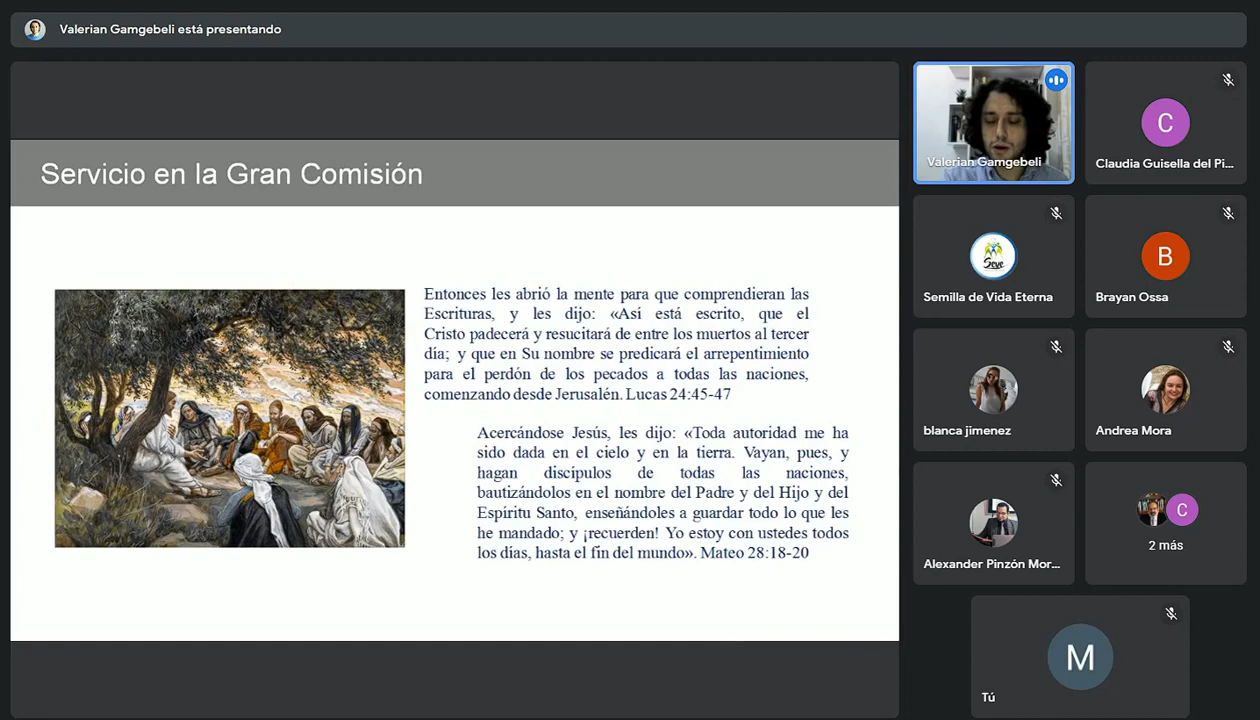 Valerian Gamgebeli está presentando
Servicio en la Gran Comisión
Entonces les abrió la mente para que comprendieran las
Escrituras, y les dijo: «Así está escrito, que el
Cristo padecerá y resucitará de entre los muertos al tercer
día; y que en Su nombre se predicará el arrepentimiento
para el perdón de los pecados a todas las naciones,
comenzando desde Jerusalén. Lucas 24:45-47
Acercándose Jesús, les dijo: «Toda autoridad me ha
sido dada en el cielo y en la tierra. Vayan, pues, y
hagan discípulos de todas las naciones,
bautizándolos en el nombre del Padre y del Hijo y del
Espíritu Santo, enseñándoles a guardar todo lo que les
he mandado; y ¡recuerden! Yo estoy con ustedes todos
los días, hasta el fin del mundo». Mateo 28:18-20
Valerian Gamgebeli
C
Claudia Guisella del Pi...
Seve
Semilla de Vida Eterna
B
Brayan Ossa
blanca jimenez
Andrea Mora
Alexander Pinzón Mor...
C
2 más
M
Tú